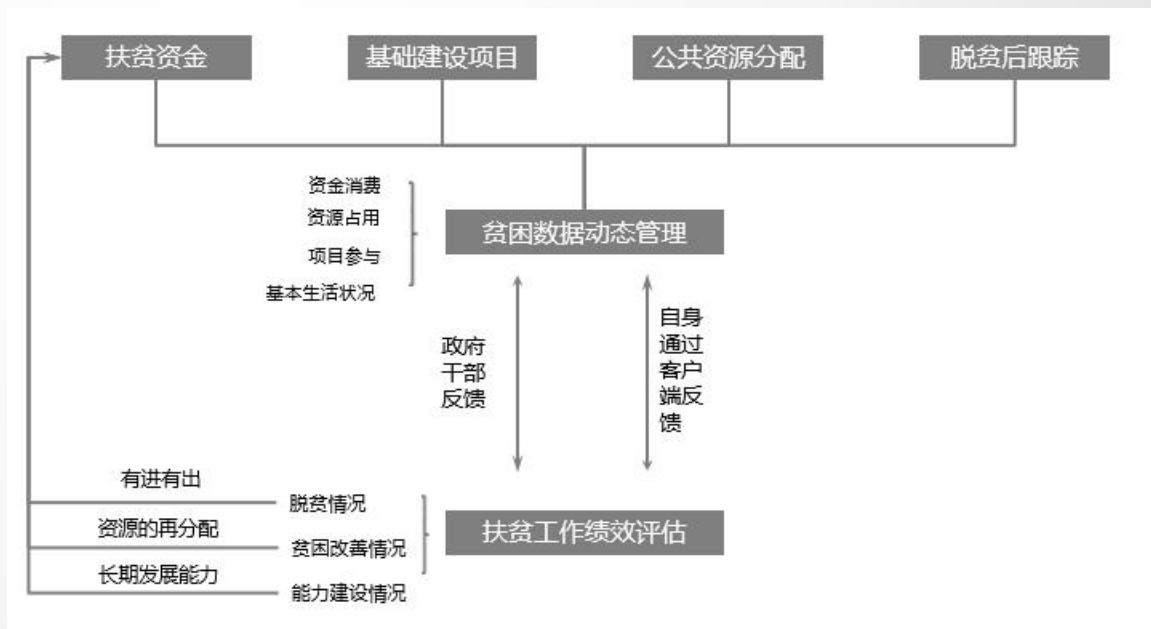 扶贫资金
基础建设项目
公共资源分配
脱贫后跟踪
资金消费
资源占用
项目参与
基本生活状况
贫困数据动态管理
政府
干部
反馈
自身
通过
客户
端反
馈
有进有出
脱贫情况
资源的再分配
贫困改善情况
长期发展能力
能力建设情况
扶贫工作绩效评估